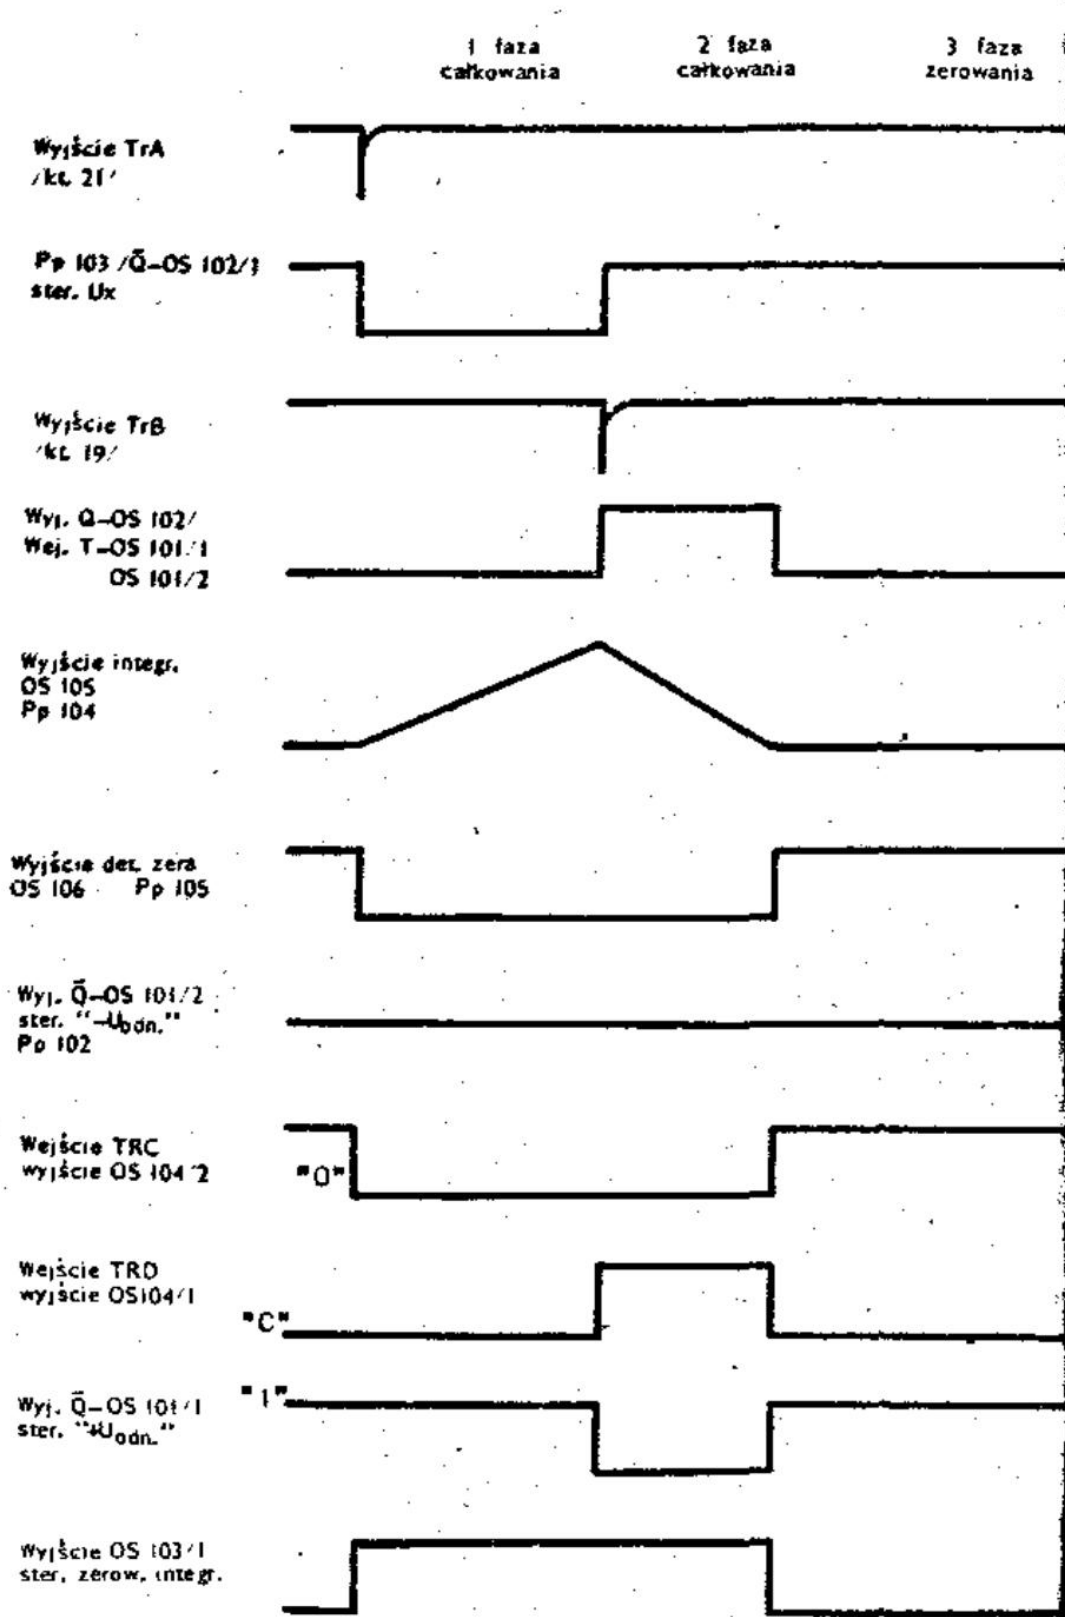 1 faza
całkowania
2 faza
całkowania
3 faza
zerowania
Wyjście TrA
/kt. 21/
Pp 103 /Q̄–OS 102/1
ster. Ux
Wyjście TrB
/kt. 19/
Wyj. Q–OS 102/
Wej. T–OS 101/1
OS 101/2
Wyjście integr.
OS 105
Pp 104
Wyjście det. zera
OS 106 Pp 105
Wyj. Q̄–OS 101/2
ster. "–Uodn."
Pp 102
Wejście TRC
wyjście OS 104/2
"0"
Wejście TRD
wyjście OS104/1
"C"
Wyj. Q̄–OS 101/1
ster. "+Uodn."
"1"
Wyjście OS 103/1
ster. zerow. integr.